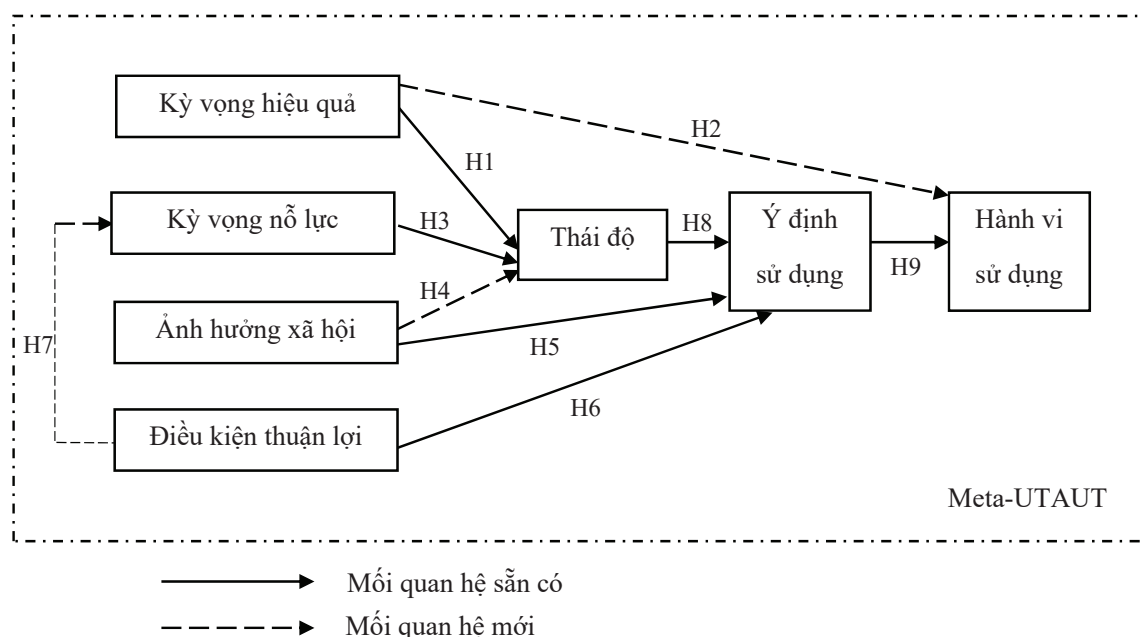 Kỳ vọng hiệu quả
H2
H1
Kỳ vọng nỗ lực
H3
Thái độ
H8
Ý định
sử dụng
H9
Hành vi
sử dụng
H4
Ảnh hưởng xã hội
H5
H7
H6
Điều kiện thuận lợi
Meta-UTAUT
Mối quan hệ sẵn có
Mối quan hệ mới